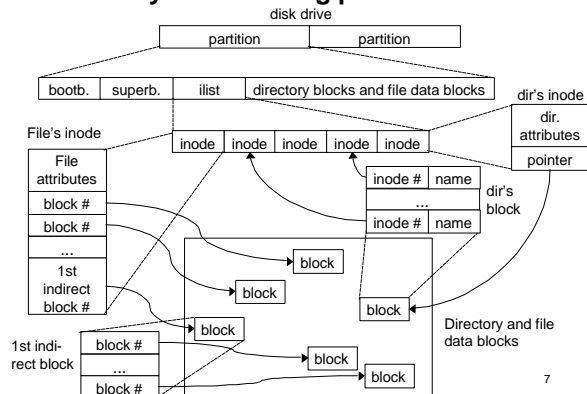 disk drive
partition partition
bootb. superb. ilist directory blocks and file data blocks
dir's inode
dir.
attributes
pointer
File's inode
inode inode inode inode inode
File
attributes
block #
block #
...
1st
indirect
block #
inode # name
...
inode # name
dir's
block
block
block
block
block
Directory and file
data blocks
1st indi-
rect block
block #
...
block #
block
block
7